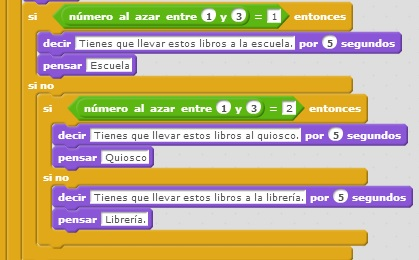 si número al azar entre 1 y 3 = 1 entonces
decir Tienes que llevar estos libros a la escuela. por 5 segundos
pensar Escuela
si no
si número al azar entre 1 y 3 = 2 entonces
decir Tienes que llevar estos libros al quiosco. por 5 segundos
pensar Quiosco
si no
decir Tienes que llevar estos libros a la librería. por 5 segundos
pensar Librería.